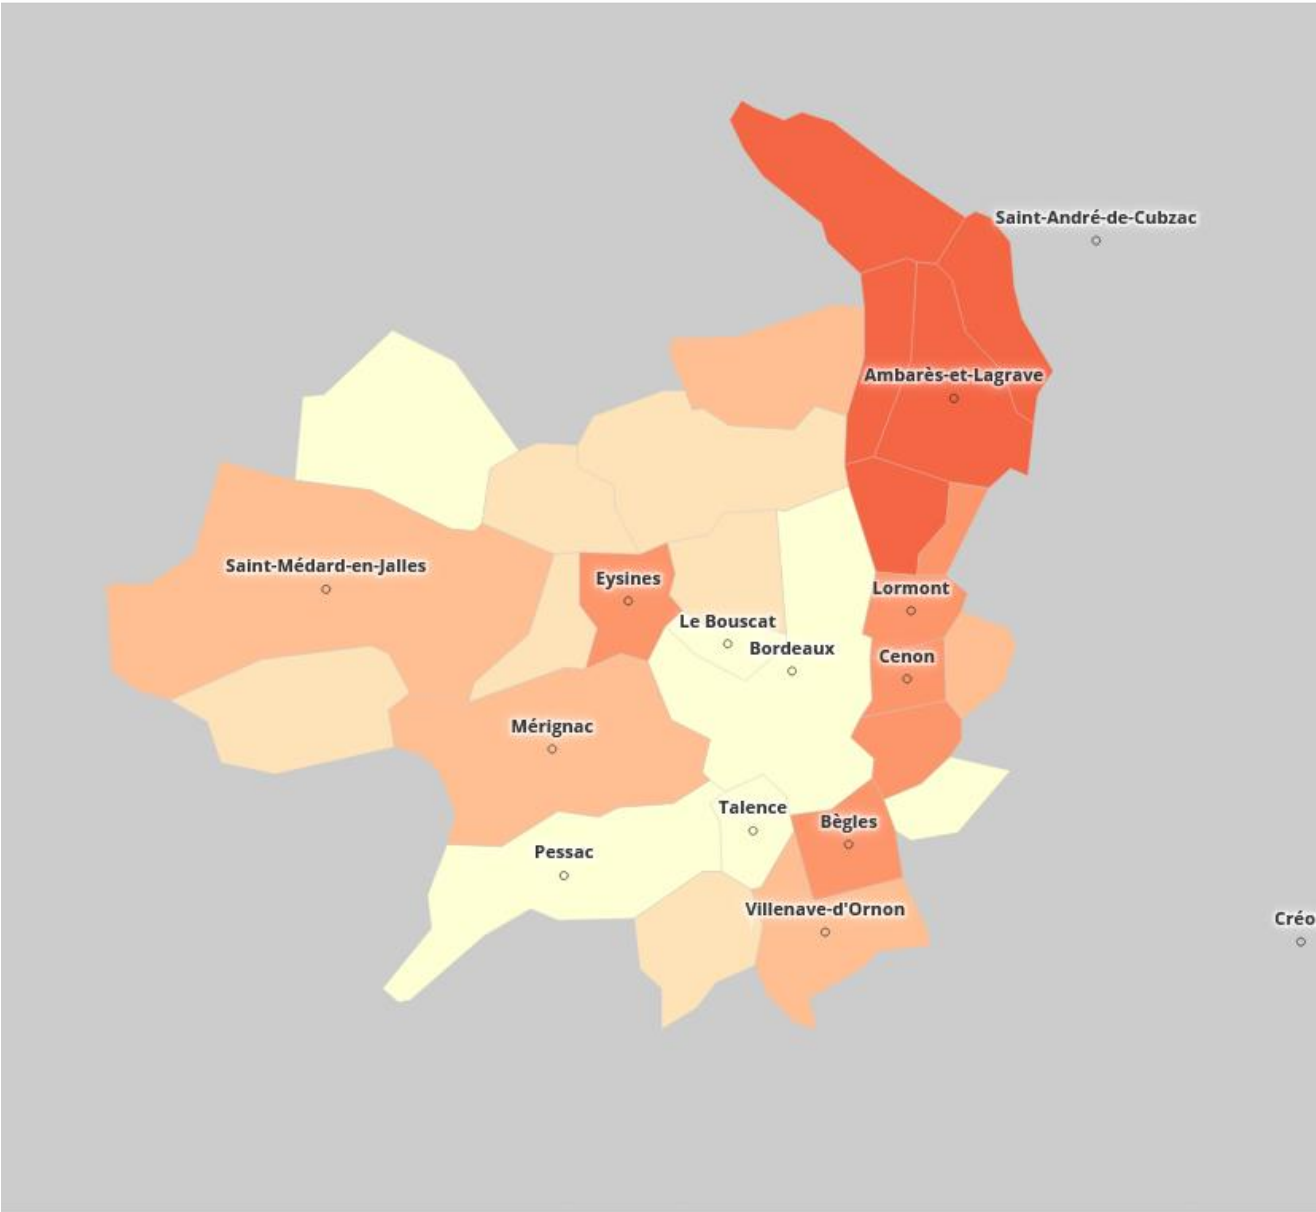 Saint-André-de-Cubzac
Ambarès-et-Lagrave
Saint-Médard-en-Jalles
Eysines
Lormont
Le Bouscat
Bordeaux
Cenon
Mérignac
Talence
Bègles
Pessac
Villenave-d'Ornon
Créo